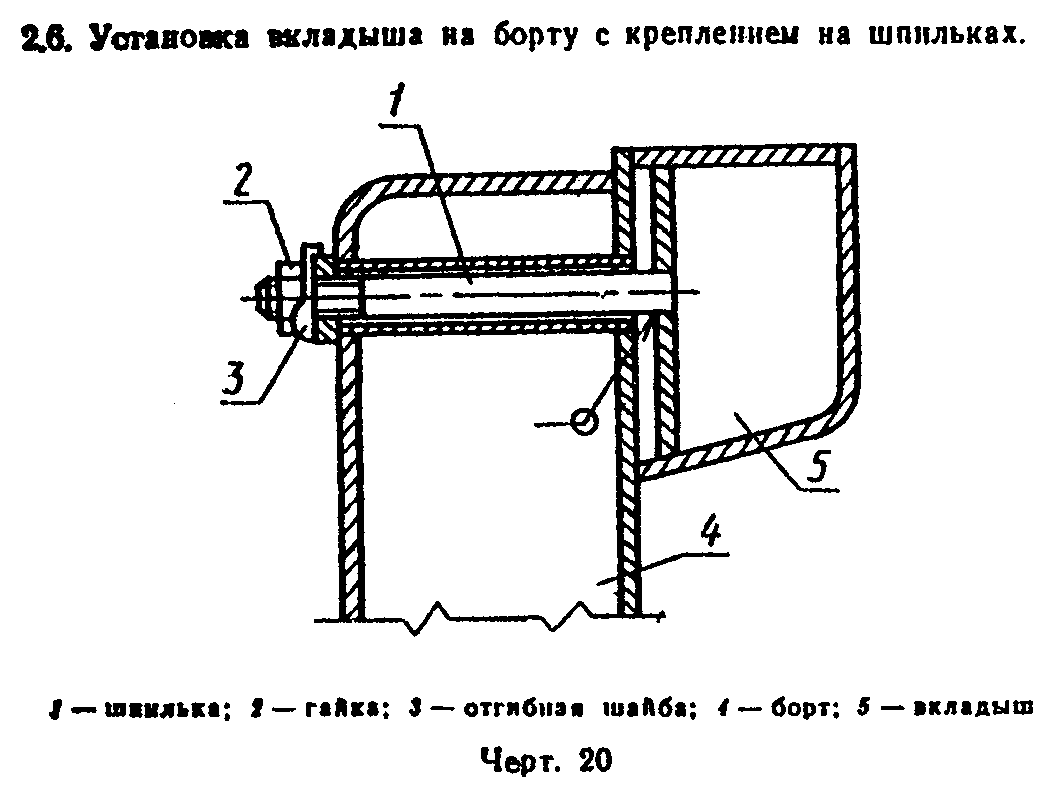 2.6. Установка вкладыша на борту с креплением на шпильках.
1
2
3
5
4
1 — шпилька; 2 — гайка; 3 — отгибная шайба; 4 — борт; 5 — вкладыш
Черт. 20